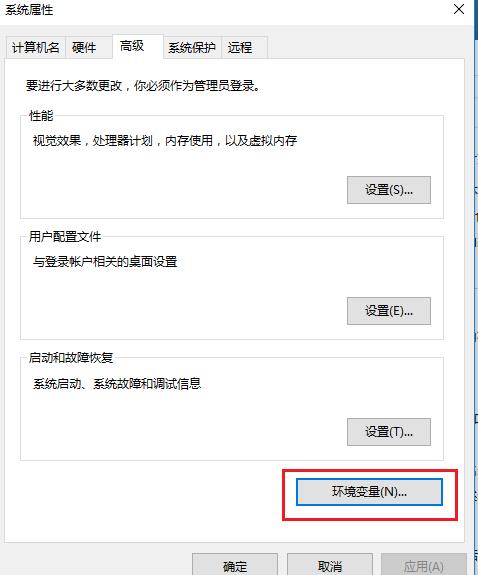 系统属性
计算机名 硬件 高级 系统保护 远程
要进行大多数更改，你必须作为管理员登录。
性能
视觉效果，处理器计划，内存使用，以及虚拟内存
设置(S)...
用户配置文件
与登录帐户相关的桌面设置
设置(E)...
启动和故障恢复
系统启动、系统故障和调试信息
设置(T)...
环境变量(N)...
确定 取消 应用(A)